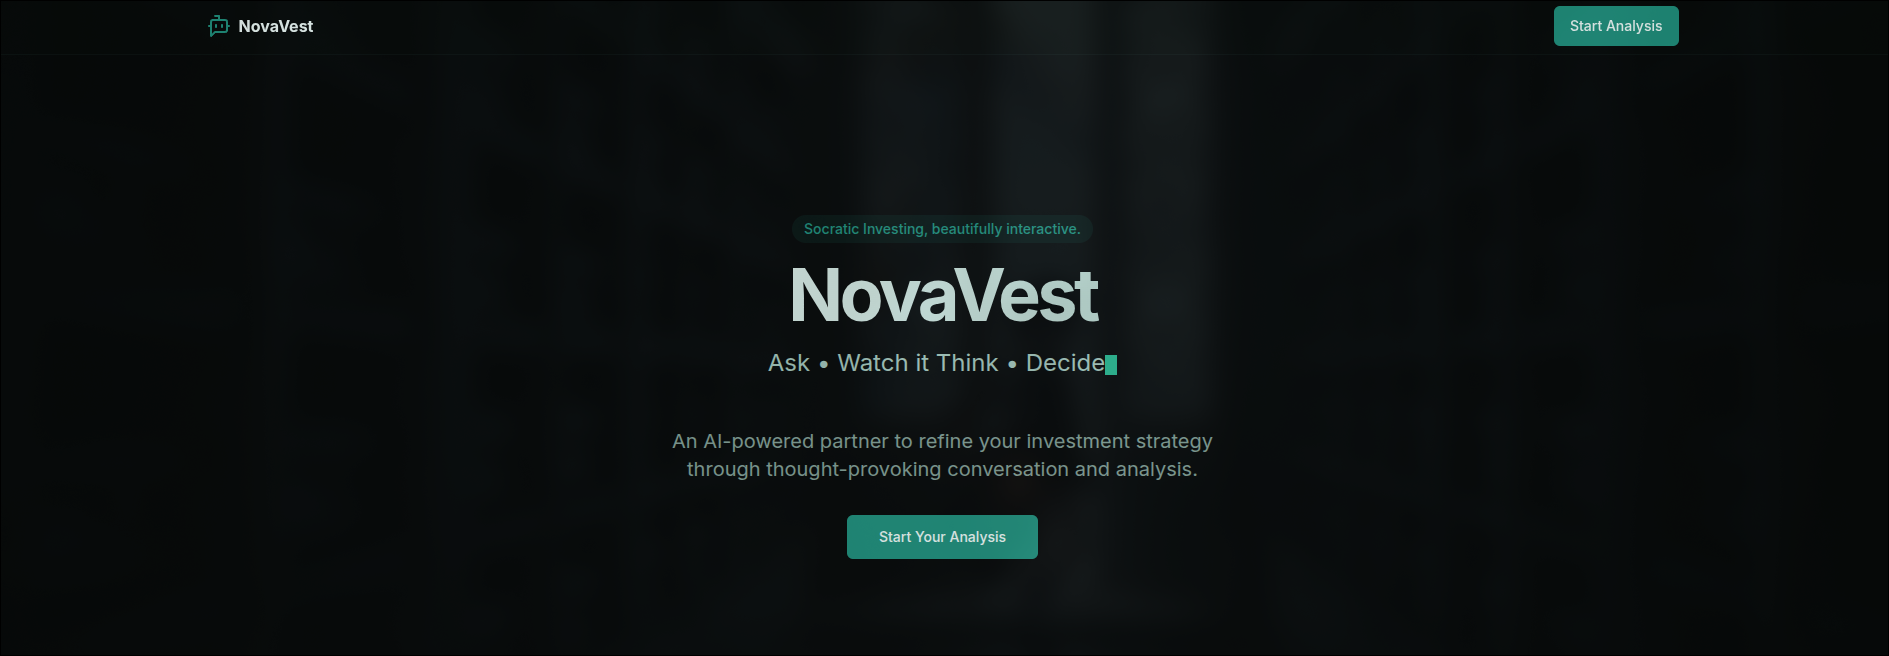 NovaVest
Start Analysis
Socratic Investing, beautifully interactive.
NovaVest
Ask • Watch it Think • Decide
An AI-powered partner to refine your investment strategy
through thought-provoking conversation and analysis.
Start Your Analysis